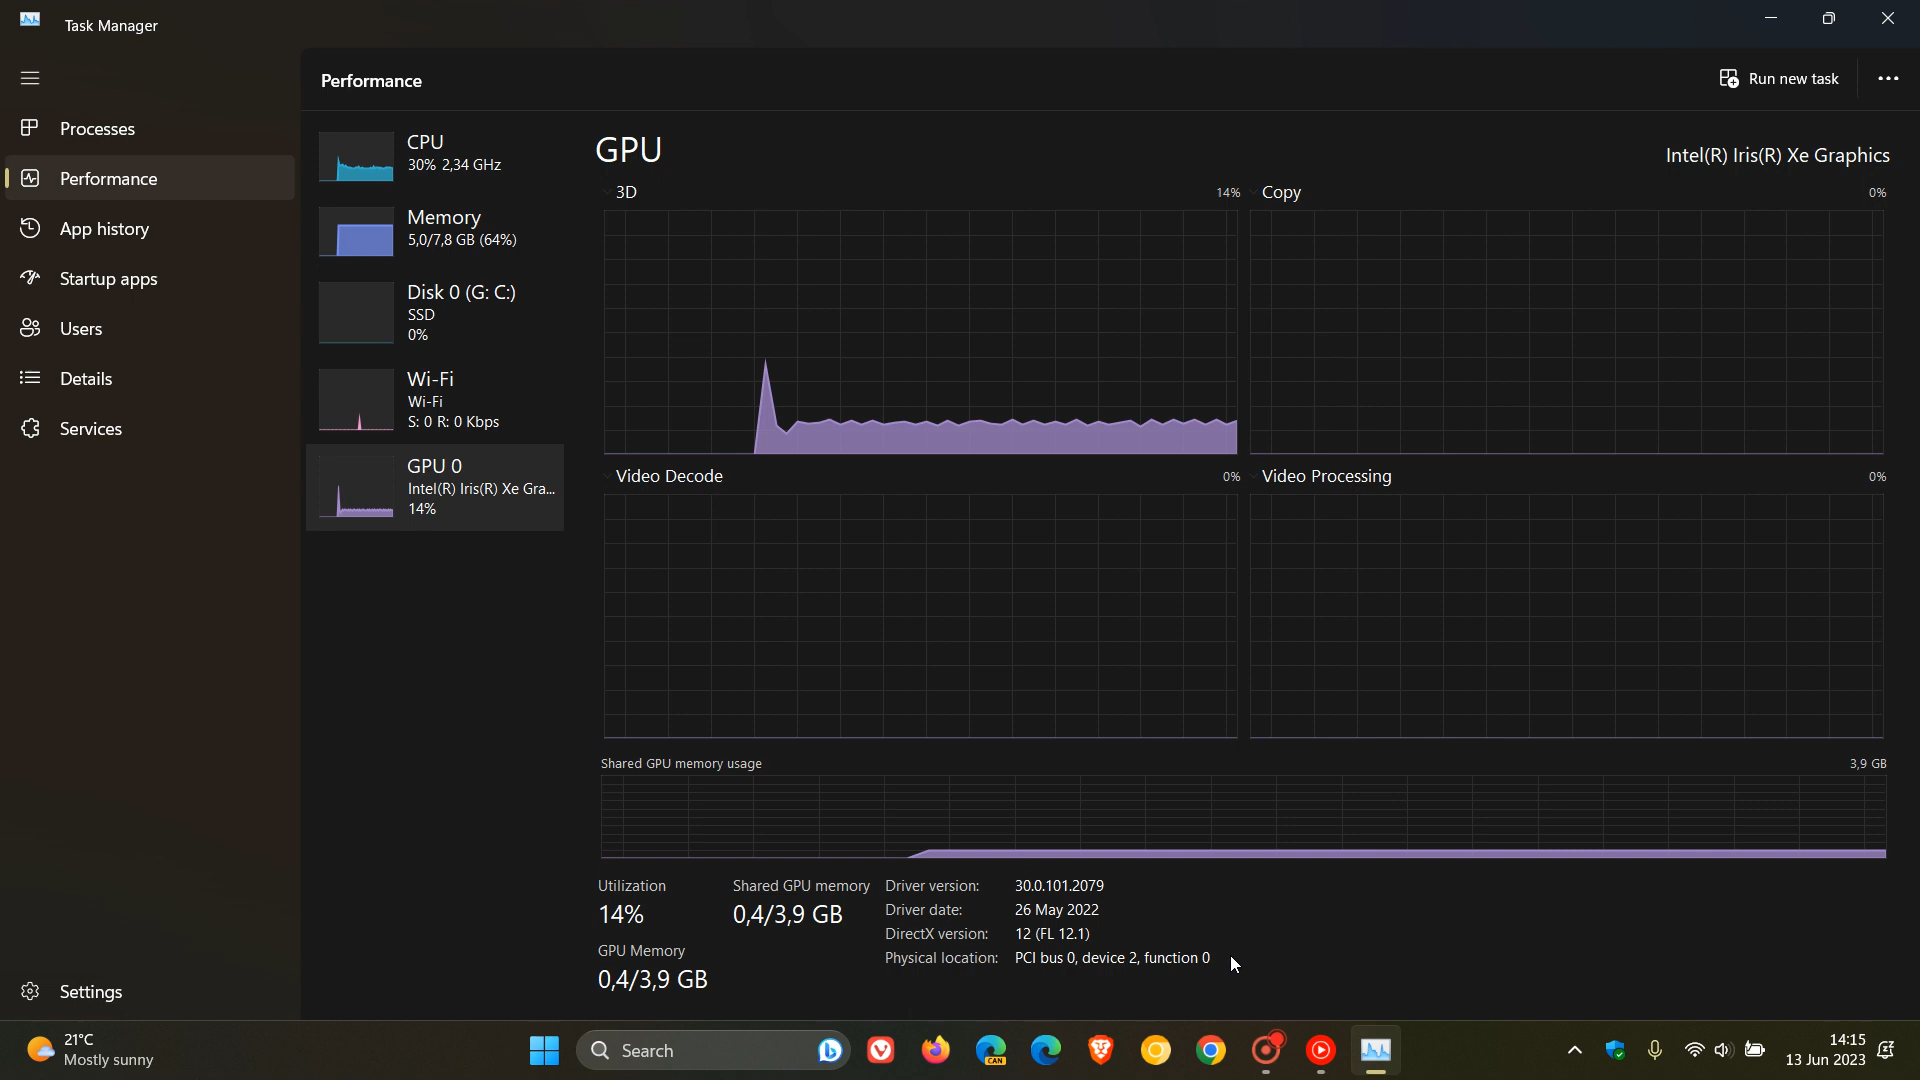 Task Manager
Performance
Run new task
Processes
Performance
App history
Startup apps
Users
Details
Services
Settings
CPU
30% 2,34 GHz
Memory
5,0/7,8 GB (64%)
Disk 0 (G: C:)
SSD
0%
Wi-Fi
Wi-Fi
S: 0 R: 0 Kbps
GPU 0
Intel(R) Iris(R) Xe Gra...
14%
GPU
Intel(R) Iris(R) Xe Graphics
3D 14%
Copy 0%
Video Decode 0%
Video Processing 0%
Shared GPU memory usage 3,9 GB
Utilization
14%
Shared GPU memory
0,4/3,9 GB
GPU Memory
0,4/3,9 GB
Driver version: 30.0.101.2079
Driver date: 26 May 2022
DirectX version: 12 (FL 12.1)
Physical location: PCI bus 0, device 2, function 0
21°C
Mostly sunny
Search
CAN
14:15
13 Jun 2023